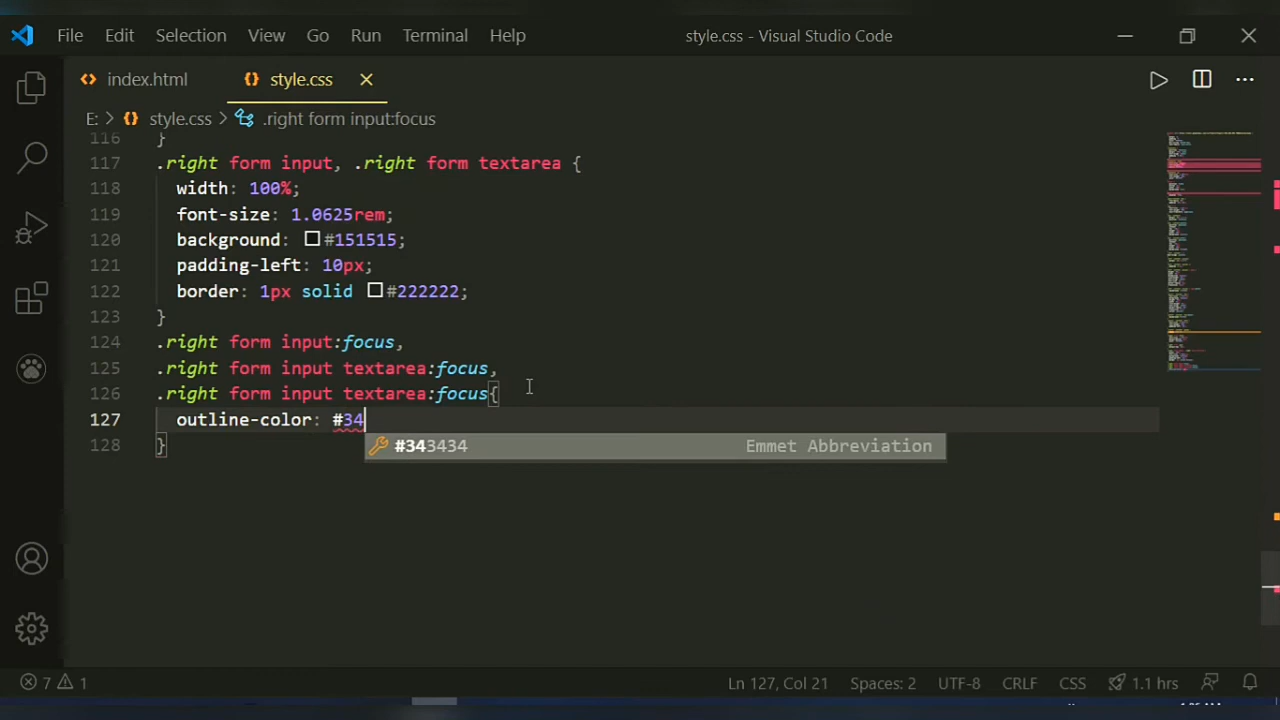 File Edit Selection View Go Run Terminal Help style.css - Visual Studio Code
index.html {} style.css
E: > {} style.css > .right form input:focus
116 }
117 .right form input, .right form textarea {
118 width: 100%;
119 font-size: 1.0625rem;
120 background: #151515;
121 padding-left: 10px;
122 border: 1px solid #222222;
123 }
124 .right form input:focus,
125 .right form input textarea:focus,
126 .right form input textarea:focus{
127 outline-color: #34
#343434 Emmet Abbreviation
128 }
7 1 Ln 127, Col 21 Spaces: 2 UTF-8 CRLF CSS 1.1 hrs